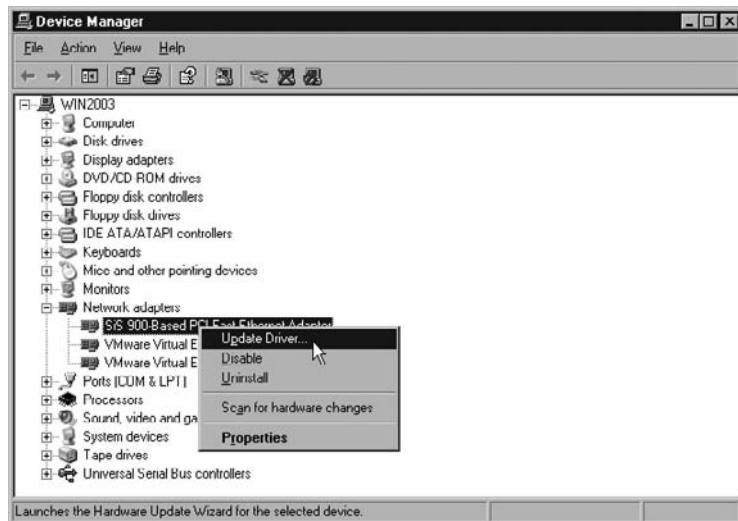 Device Manager
File Action View Help
WIN2003
Computer
Disk drives
Display adapters
DVD/CD ROM drives
Floppy disk controllers
Floppy disk drives
IDE ATA/ATAPI controllers
Keyboards
Mice and other pointing devices
Monitors
Network adapters
SiS 900-Based PCI Fast Ethernet Adapter
Update Driver...
VMware Virtual E
Disable
VMware Virtual E
Uninstall
Ports (COM & LPT)
Processors
Scan for hardware changes
Sound, video and ga
System devices
Properties
Tape drives
Universal Serial Bus controllers
Launches the Hardware Update Wizard for the selected device.